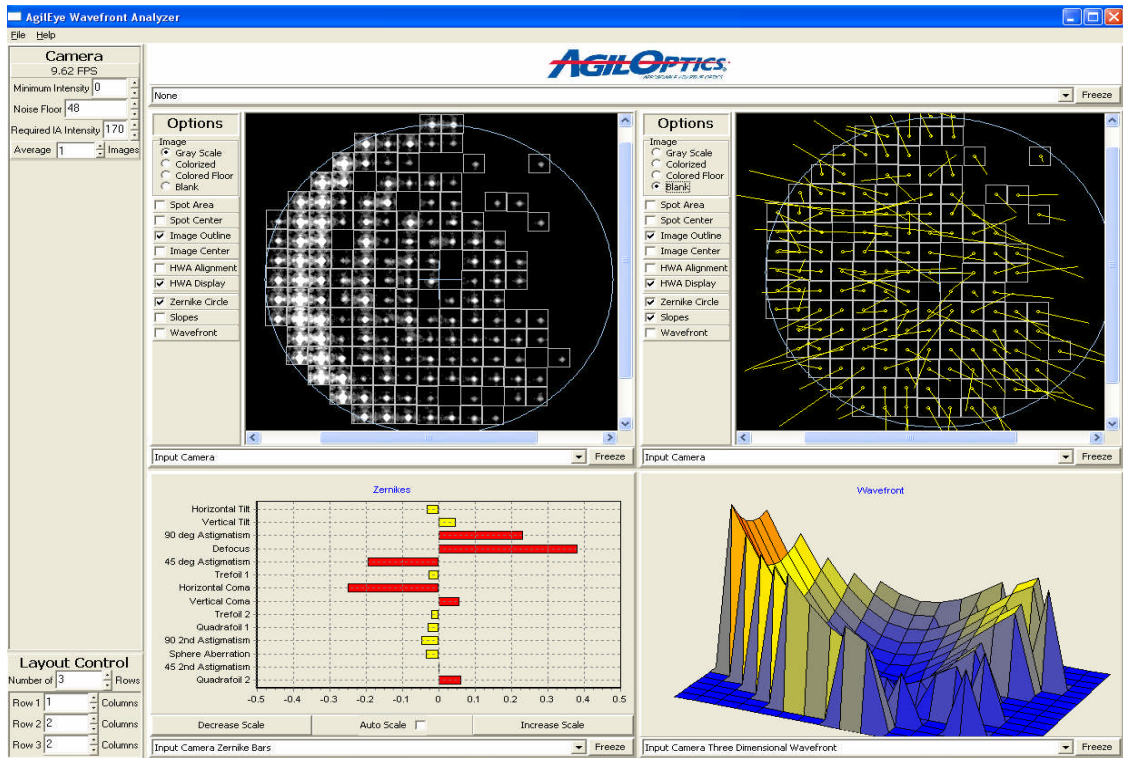 AgilEye Wavefront Analyzer
File Help
Camera
9.62 FPS
Minimum Intensity 0
Noise Floor 48
Required IA Intensity 170
Average 1 Images
AGILOPTICS
None
Freeze
Options
Image
Gray Scale
Colorized
Colored Floor
Blank
Spot Area
Spot Center
Image Outline
Image Center
HWA Alignment
HWA Display
Zernike Circle
Slopes
Wavefront
Input Camera
Freeze
Options
Image
Gray Scale
Colorized
Colored Floor
Blank
Spot Area
Spot Center
Image Outline
Image Center
HWA Alignment
HWA Display
Zernike Circle
Slopes
Wavefront
Input Camera
Freeze
Zernikes
Horizontal Tilt
Vertical Tilt
90 deg Astigmatism
Defocus
45 deg Astigmatism
Trefoil 1
Horizontal Coma
Vertical Coma
Trefoil 2
Quadrafoil 1
90 2nd Astigmatism
Sphere Aberration
45 2nd Astigmatism
Quadrafoil 2
-0.5 -0.4 -0.3 -0.2 -0.1 0 0.1 0.2 0.3 0.4 0.5
Decrease Scale Auto Scale Increase Scale
Input Camera Zernike Bars
Freeze
Wavefront
Input Camera Three Dimensional Wavefront
Freeze
Layout Control
Number of 3 Rows
Row 1 1 Columns
Row 2 2 Columns
Row 3 2 Columns